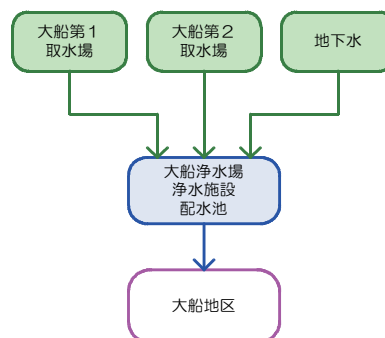 大船第１
取水場
大船第２
取水場
地下水
大船浄水場
浄水施設
配水池
大船地区